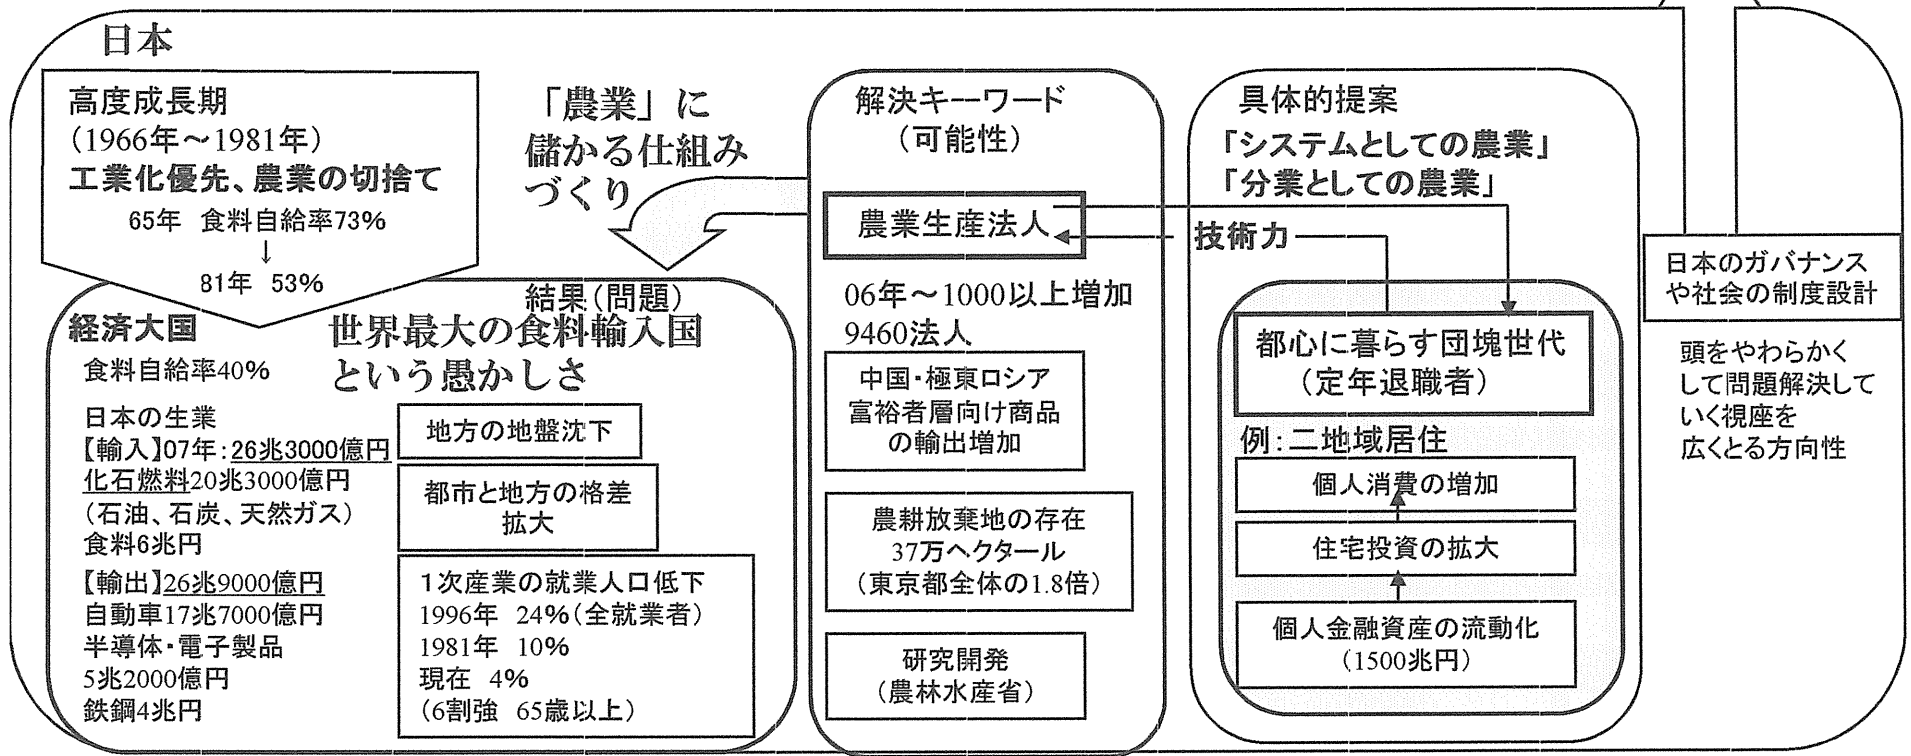 日本
高度成長期
(1966年～1981年)
工業化優先、農業の切捨て
65年 食料自給率73%
↓
81年 53%
「農業」に
儲かる仕組み
づくり
結果（問題）
経済大国
世界最大の食料輸入国
という愚かしさ
食料自給率40%
日本の生業
【輸入】07年：26兆3000億円
化石燃料20兆3000億円
（石油、石炭、天然ガス）
食料6兆円
【輸出】26兆9000億円
自動車17兆7000億円
半導体・電子製品
5兆2000億円
鉄鋼4兆円
地方の地盤沈下
都市と地方の格差
拡大
1次産業の就業人口低下
1996年 24%（全就業者）
1981年 10%
現在 4%
（6割強 65歳以上）
解決キーワード
（可能性）
農業生産法人
06年～1000以上増加
9460法人
中国・極東ロシア
富裕者層向け商品
の輸出増加
農耕放棄地の存在
37万ヘクタール
（東京都全体の1.8倍）
研究開発
（農林水産省）
具体的提案
「システムとしての農業」
「分業としての農業」
技術力
都心に暮らす団塊世代
（定年退職者）
例：二地域居住
個人消費の増加
住宅投資の拡大
個人金融資産の流動化
（1500兆円）
日本のガバナンス
や社会の制度設計
頭をやわらかく
して問題解決して
いく視座を
広くとる方向性